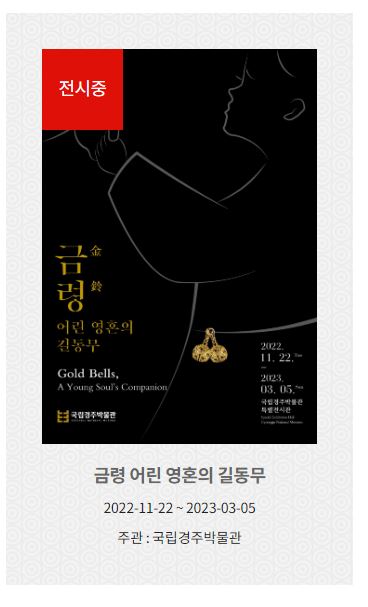 전시중
금 金
령 鈴
어린 영혼의
길동무
Gold Bells,
A Young Soul's Companion
2022.
11. 22. Tue
2023.
03. 05. Sun
국립경주박물관
특별전시관
국립경주박물관
금령 어린 영혼의 길동무
2022-11-22 ~ 2023-03-05
주관 : 국립경주박물관